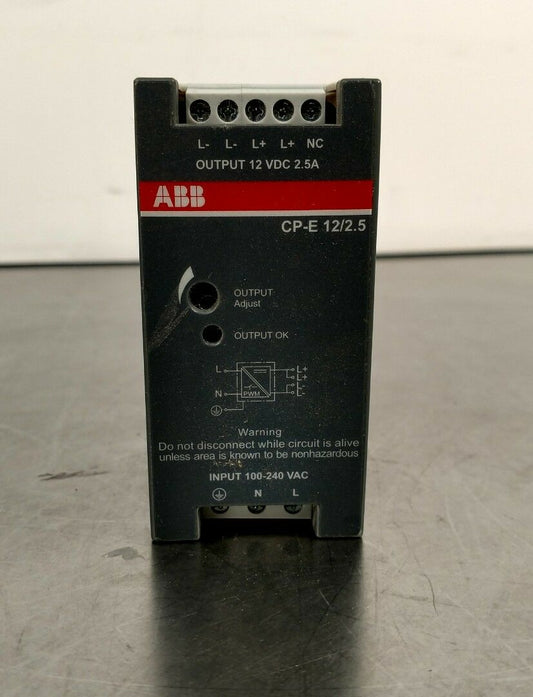 L- L- L+ L+ NC
OUTPUT 12 VDC 2.5A
ABB
CP-E 12/2.5
OUTPUT
Adjust
OUTPUT OK
L L+
L+
PWM L-
N L-
Warning
Do not disconnect while circuit is alive
unless area is known to be nonhazardous
INPUT 100-240 VAC
N L